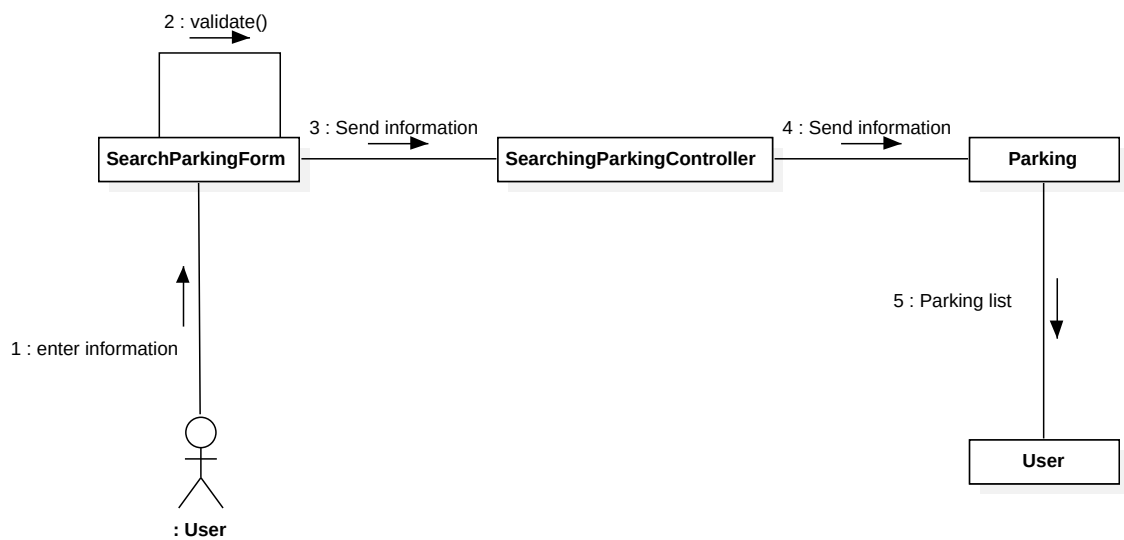 2 : validate()
3 : Send information
4 : Send information
SearchParkingForm
SearchingParkingController
Parking
5 : Parking list
1 : enter information
User
: User